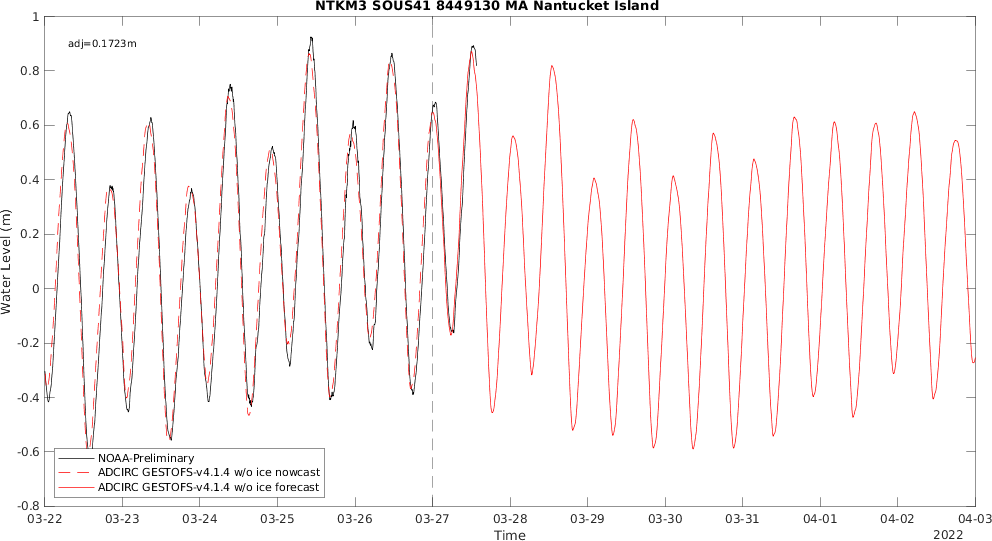 NTKM3 SOUS41 8449130 MA Nantucket Island
1
adj=0.1723m
0.8
0.6
0.4
0.2
0
-0.2
-0.4
-0.6
-0.8
Water Level (m)
NOAA-Preliminary
ADCIRC GESTOFS-v4.1.4 w/o ice nowcast
ADCIRC GESTOFS-v4.1.4 w/o ice forecast
03-22 03-23 03-24 03-25 03-26 03-27 03-28 03-29 03-30 03-31 04-01 04-02 04-03
Time
2022